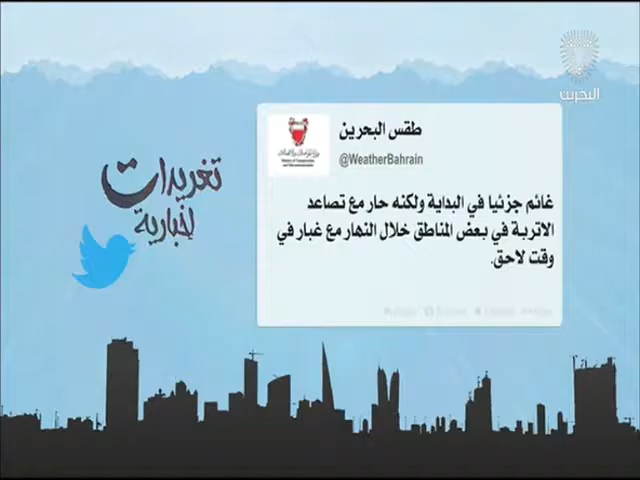 البحرين
طقس البحرين
@WeatherBahrain
تغريدات
إخبارية
غائم جزئيا في البداية ولكنه حار مع تصاعد
الاتربة في بعض المناطق خلال النهار مع غبار في
وقت لاحق.